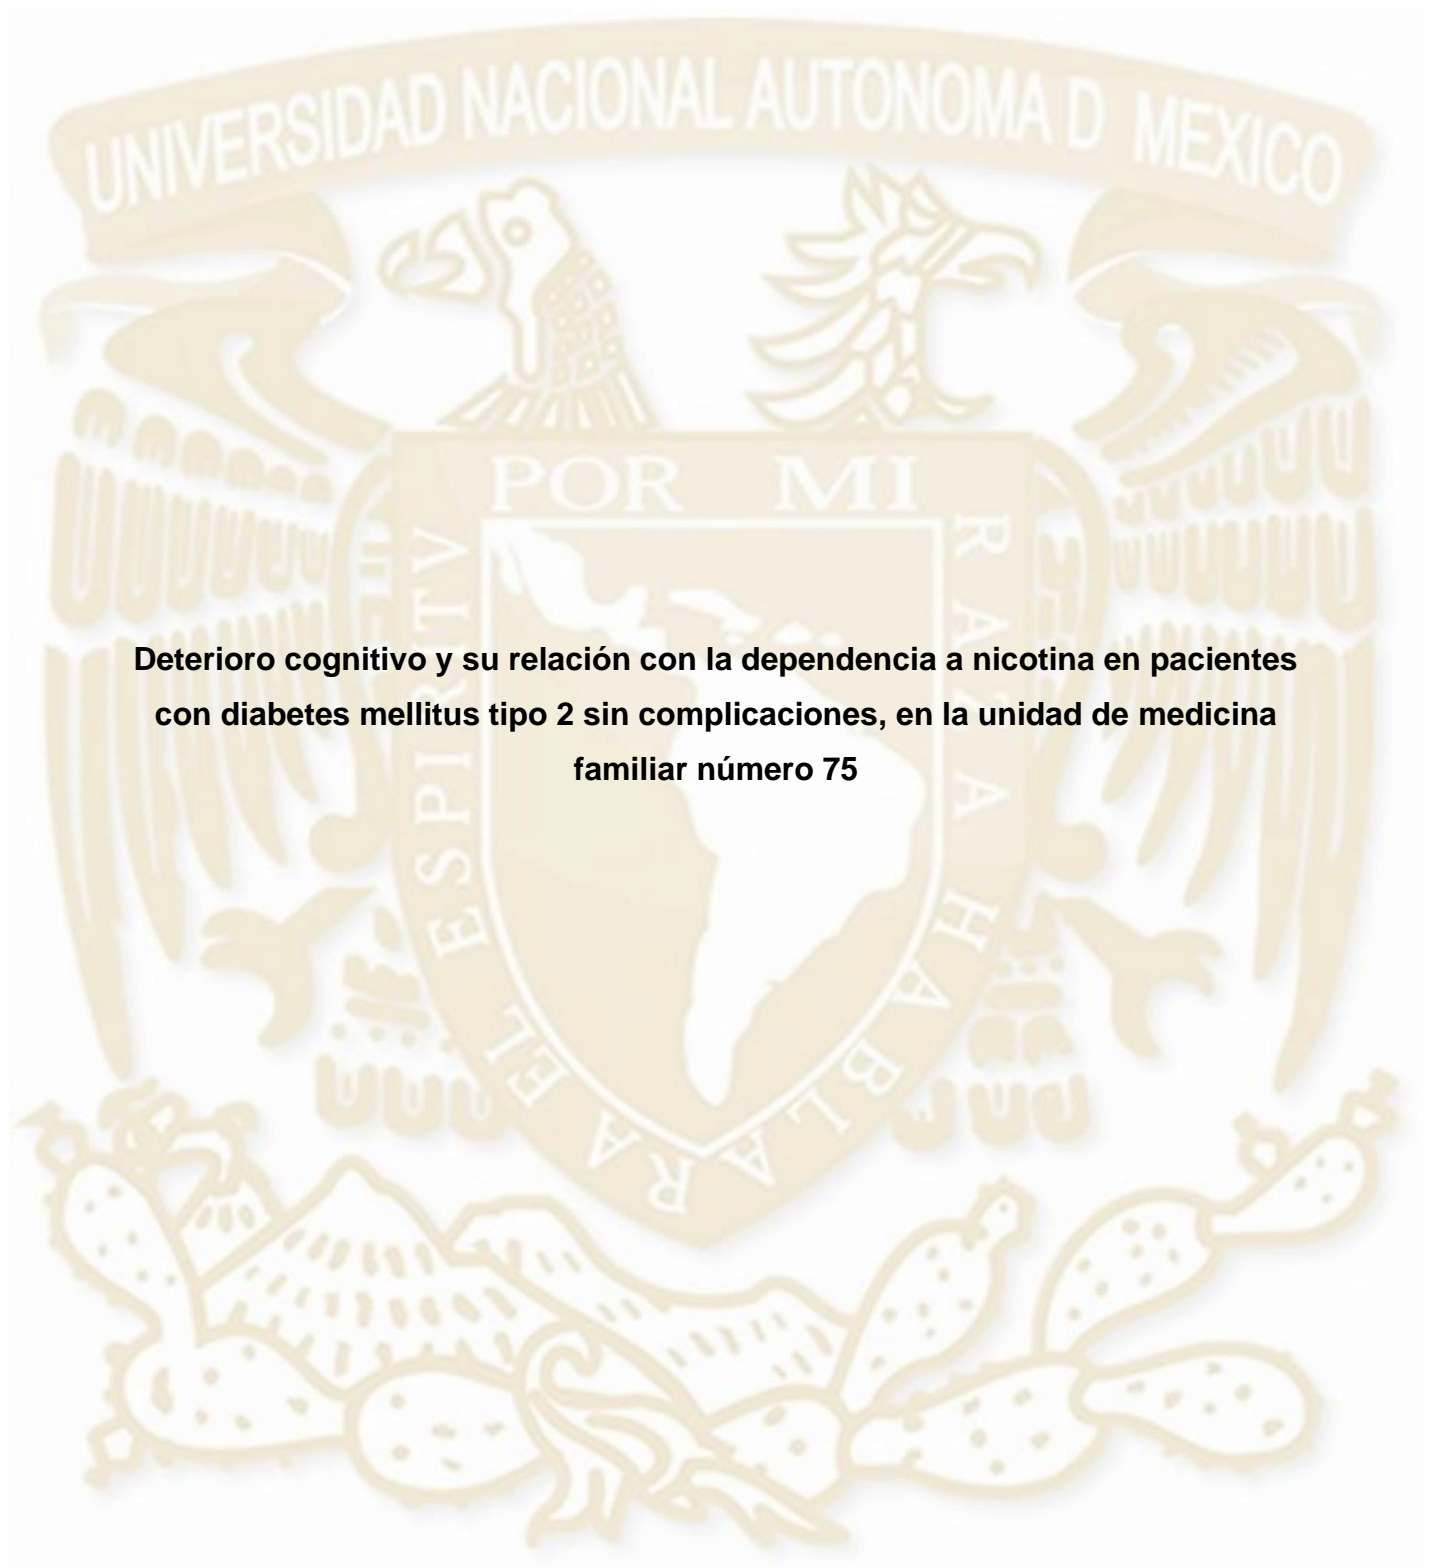 UNIVERSIDAD NACIONAL AUTONOMA D MEXICO
POR MI RAZA HABLARA EL ESPIRITV
Deterioro cognitivo y su relación con la dependencia a nicotina en pacientes
con diabetes mellitus tipo 2 sin complicaciones, en la unidad de medicina
familiar número 75